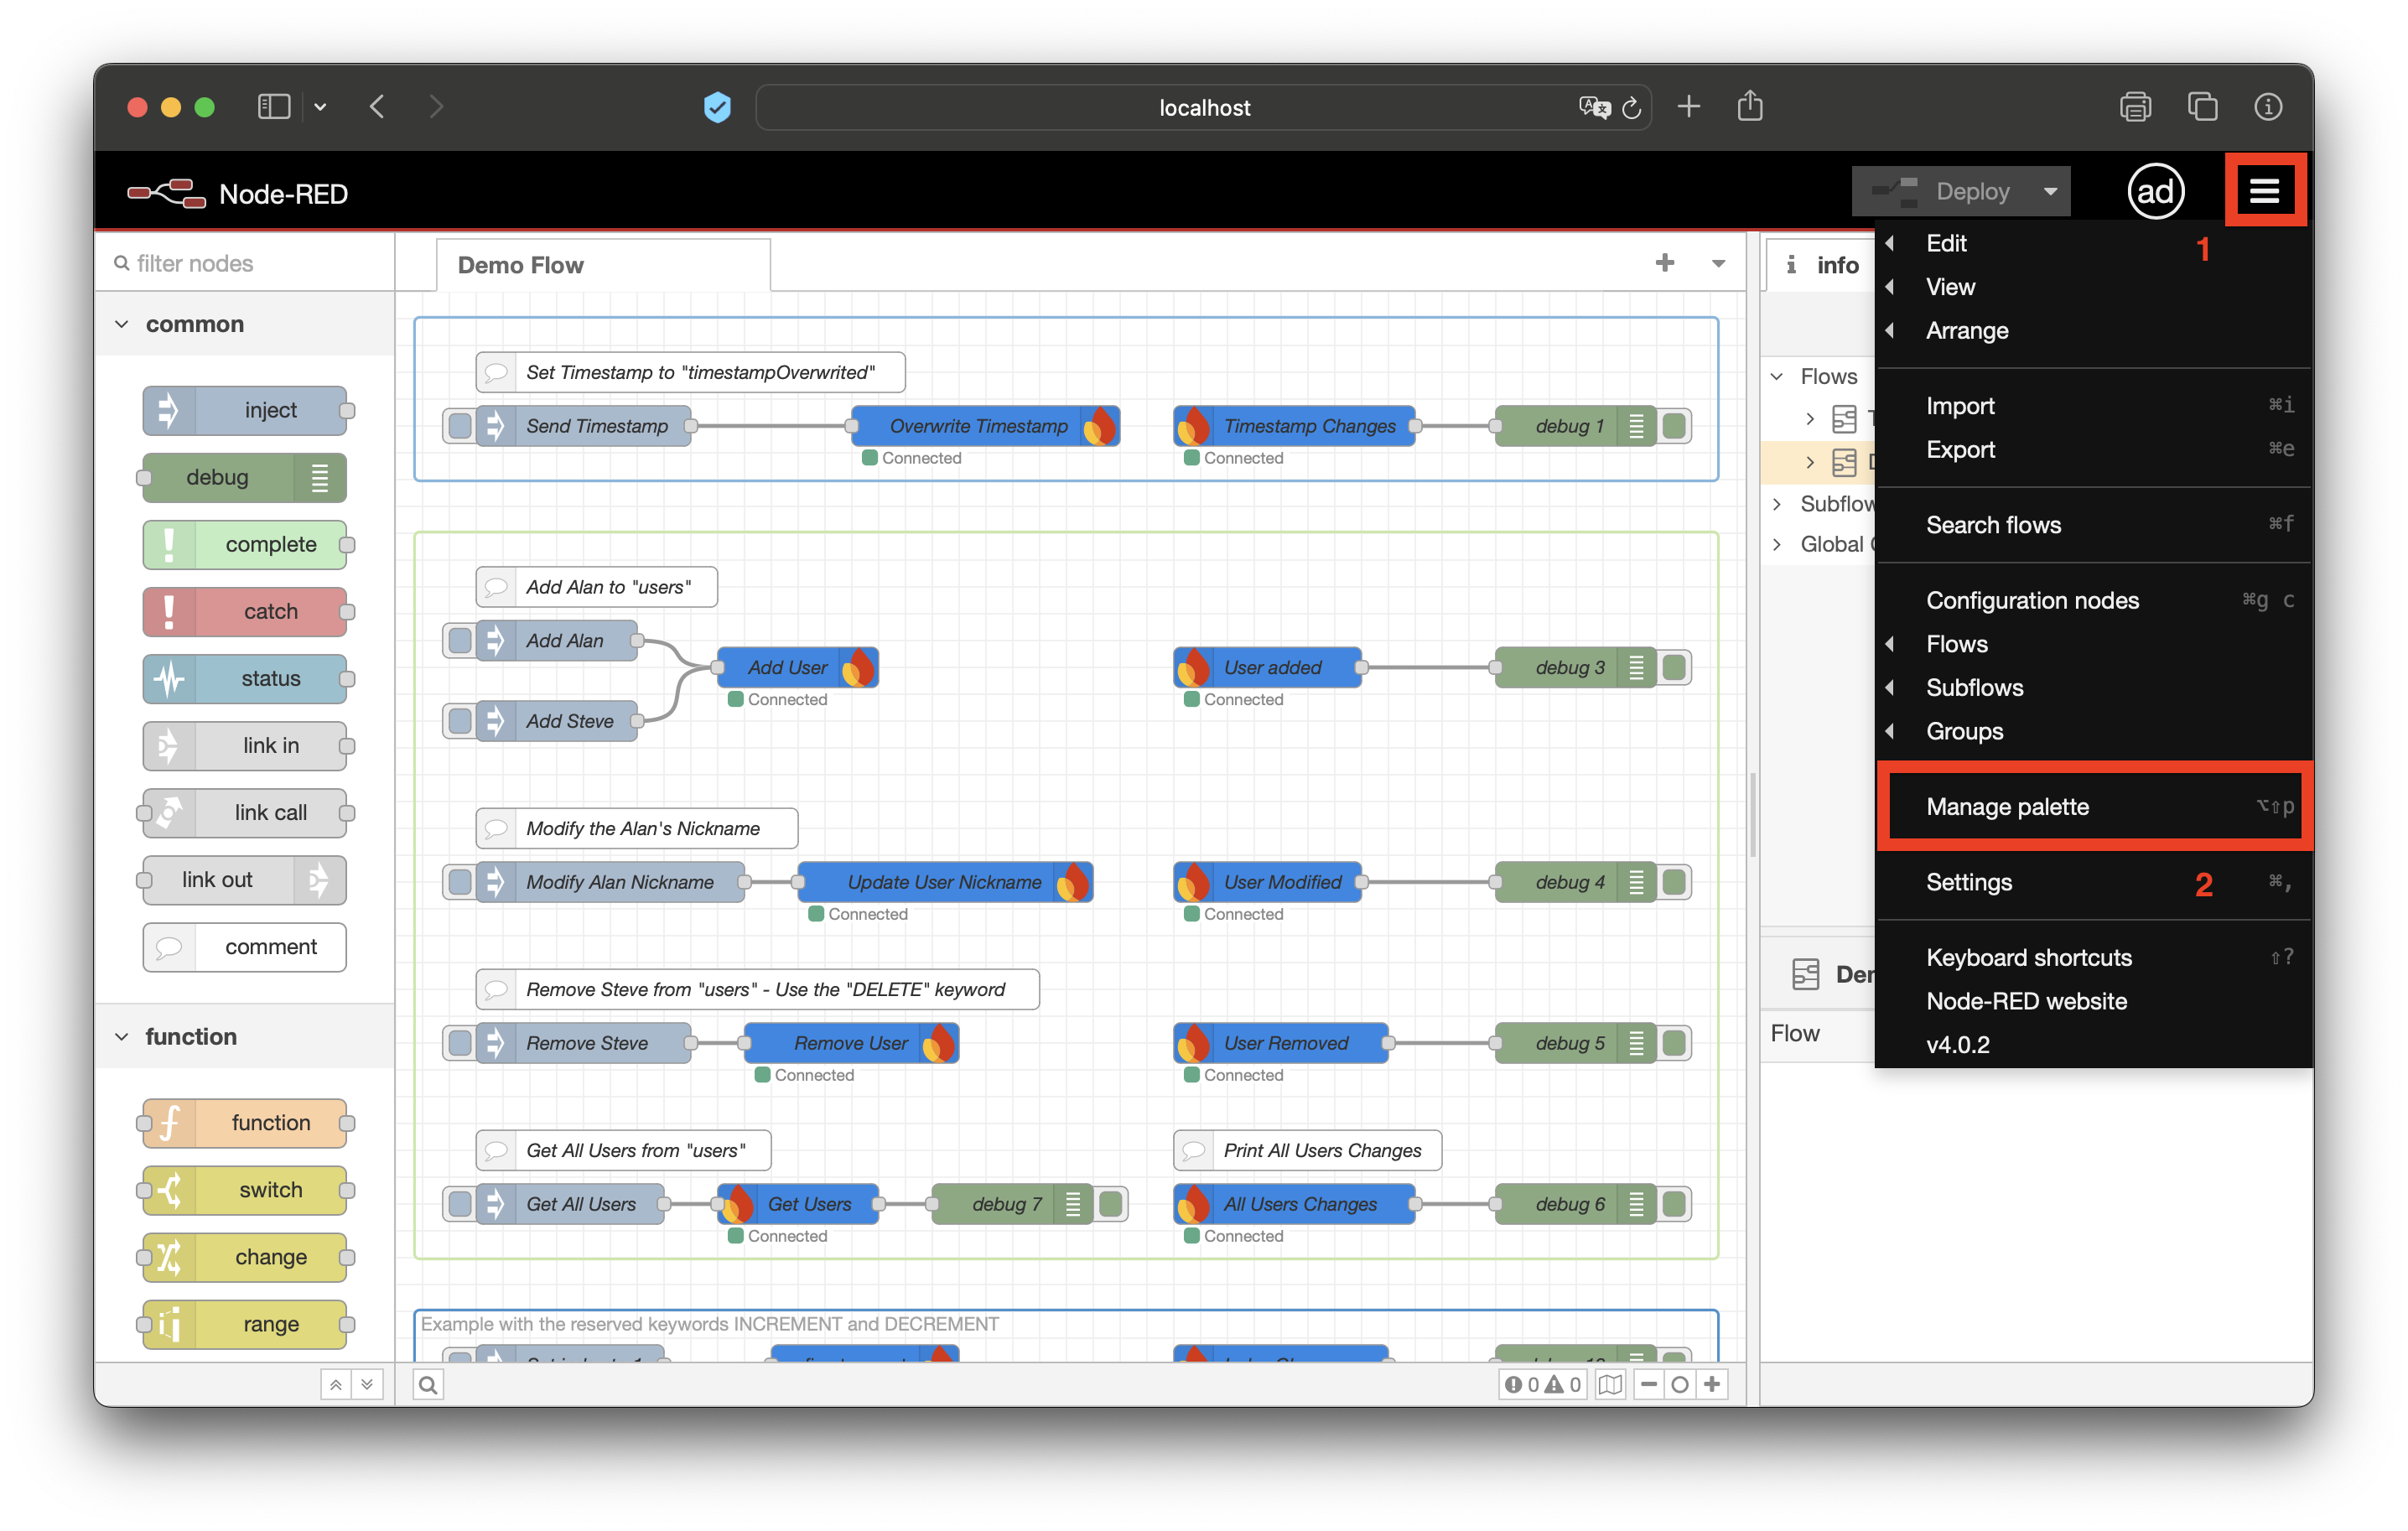 localhost
Node-RED
Deploy
ad
filter nodes
common
inject
debug
complete
catch
status
link in
link call
link out
comment
function
function
switch
change
range
Demo Flow
Set Timestamp to "timestampOverwrited"
Send Timestamp
Overwrite Timestamp
Connected
Timestamp Changes
Connected
debug 1
Add Alan to "users"
Add Alan
Add Steve
Add User
Connected
User added
Connected
debug 3
Modify the Alan's Nickname
Modify Alan Nickname
Update User Nickname
Connected
User Modified
Connected
debug 4
Remove Steve from "users" - Use the "DELETE" keyword
Remove Steve
Remove User
Connected
User Removed
Connected
debug 5
Get All Users from "users"
Print All Users Changes
Get All Users
Get Users
Connected
debug 7
All Users Changes
Connected
debug 6
Example with the reserved keywords INCREMENT and DECREMENT
0
0
info
Flows
Subflow
Global
Flow
Edit
1
View
Arrange
Import ⌘i
Export ⌘e
Search flows ⌘f
Configuration nodes ⌘g c
Flows
Subflows
Groups
Manage palette ⌥⇧p
Settings 2 ⌘,
Keyboard shortcuts ⇧?
Node-RED website
v4.0.2